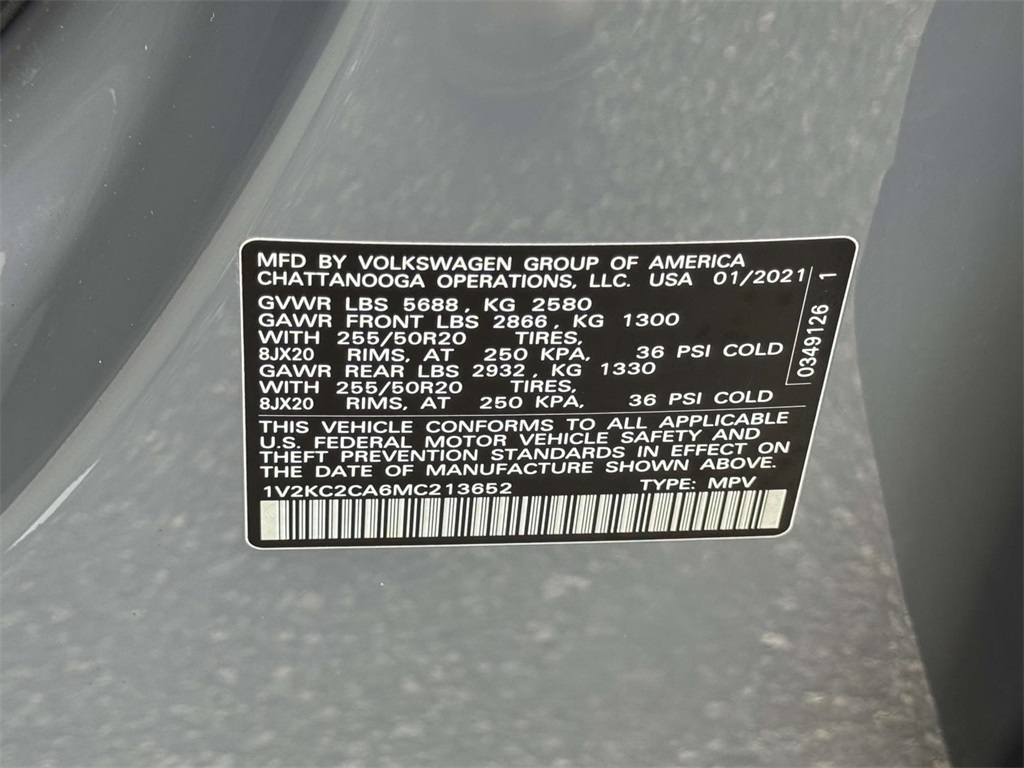 MFD BY VOLKSWAGEN GROUP OF AMERICA
CHATTANOOGA OPERATIONS, LLC. USA 01/2021
GVWR LBS 5688, KG 2580
GAWR FRONT LBS 2866, KG 1300
WITH 255/50R20 TIRES,
8JX20 RIMS, AT 250 KPA, 36 PSI COLD
GAWR REAR LBS 2932, KG 1330
WITH 255/50R20 TIRES,
8JX20 RIMS, AT 250 KPA, 36 PSI COLD
0349126 1
THIS VEHICLE CONFORMS TO ALL APPLICABLE
U.S. FEDERAL MOTOR VEHICLE SAFETY AND
THEFT PREVENTION STANDARDS IN EFFECT ON
THE DATE OF MANUFACTURE SHOWN ABOVE.
1V2KC2CA6MC213652 TYPE: MPV